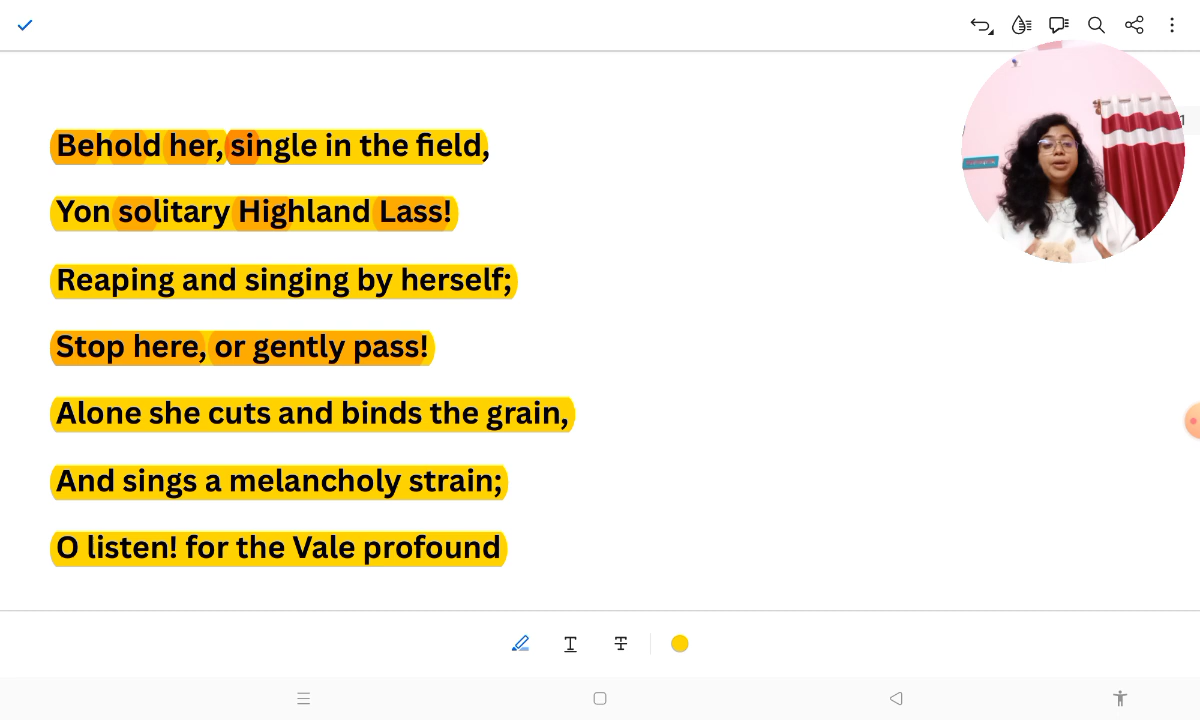 Behold her, single in the field,
Yon solitary Highland Lass!
Reaping and singing by herself;
Stop here, or gently pass!
Alone she cuts and binds the grain,
And sings a melancholy strain;
O listen! for the Vale profound
1